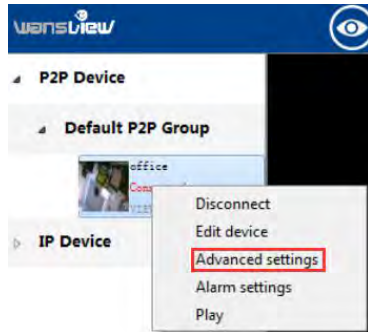 wansview
P2P Device
Default P2P Group
office
Disconnect
Edit device
IP Device
Advanced settings
Alarm settings
Play